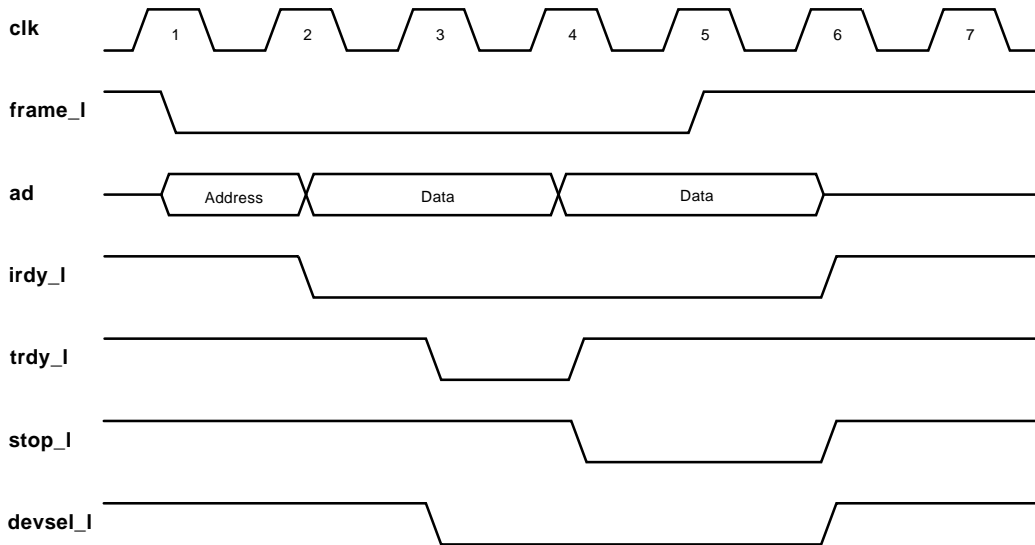 clk 1 2 3 4 5 6 7
frame_l
ad Address Data Data
irdy_l
trdy_l
stop_l
devsel_l